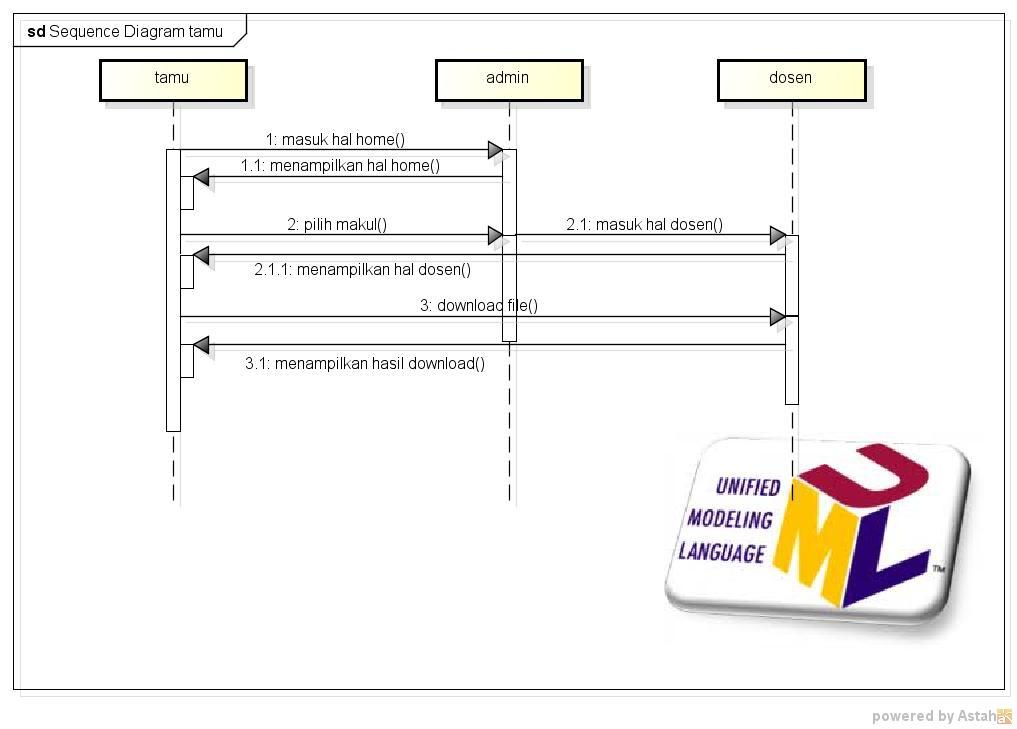 sd Sequence Diagram tamu
tamu
admin
dosen
1: masuk hal home()
1.1: menampilkan hal home()
2: pilih makul()
2.1: masuk hal dosen()
2.1.1: menampilkan hal dosen()
3: download file()
3.1: menampilkan hasil download()
UNIFIED
MODELING
LANGUAGE
UML
TM
powered by Astah